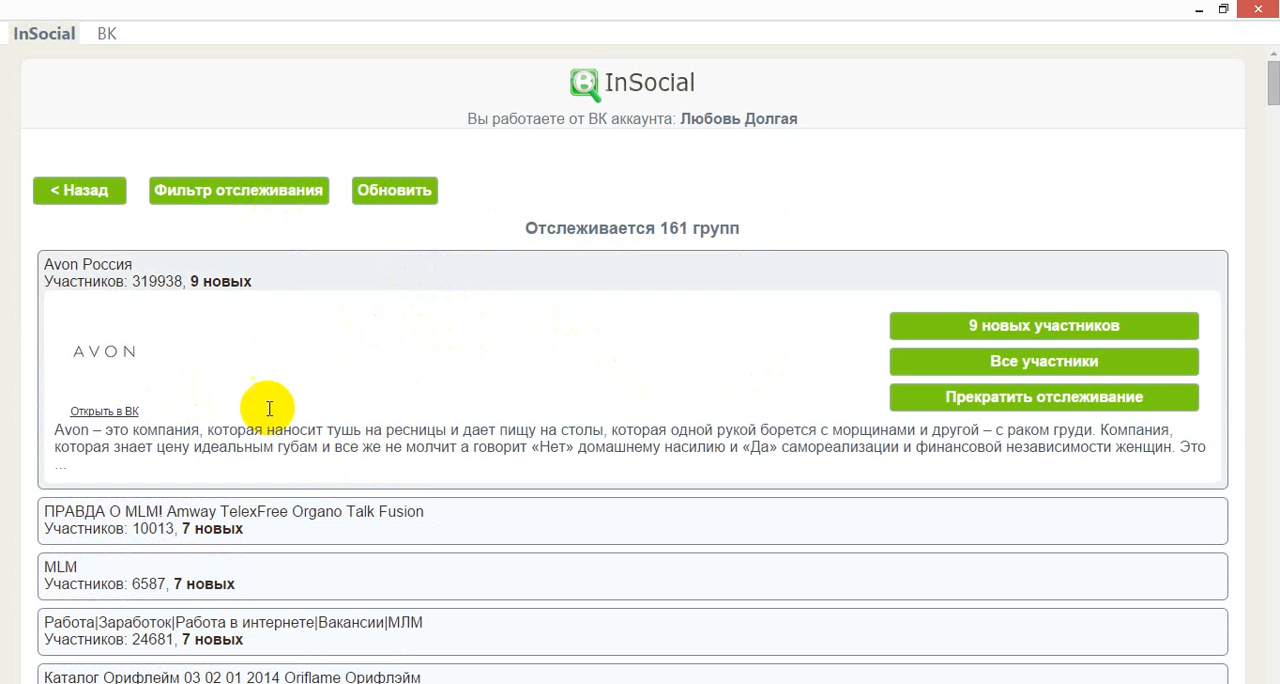 InSocial ВК
InSocial
Вы работаете от ВК аккаунта: Любовь Долгая
< Назад Фильтр отслеживания Обновить
Отслеживается 161 групп
Avon Россия
Участников: 319938, 9 новых
9 новых участников
AVON
Все участники
Прекратить отслеживание
Открыть в ВК
Avon – это компания, которая наносит тушь на ресницы и дает пищу на столы, которая одной рукой борется с морщинами и другой – с раком груди. Компания,
которая знает цену идеальным губам и все же не молчит а говорит «Нет» домашнему насилию и «Да» самореализации и финансовой независимости женщин. Это
...
ПРАВДА О MLM! Amway TelexFree Organo Talk Fusion
Участников: 10013, 7 новых
MLM
Участников: 6587, 7 новых
Работа|Заработок|Работа в интернете|Вакансии|МЛМ
Участников: 24681, 7 новых
Каталог Орифлейм 03 02 01 2014 Oriflame Орифлэйм